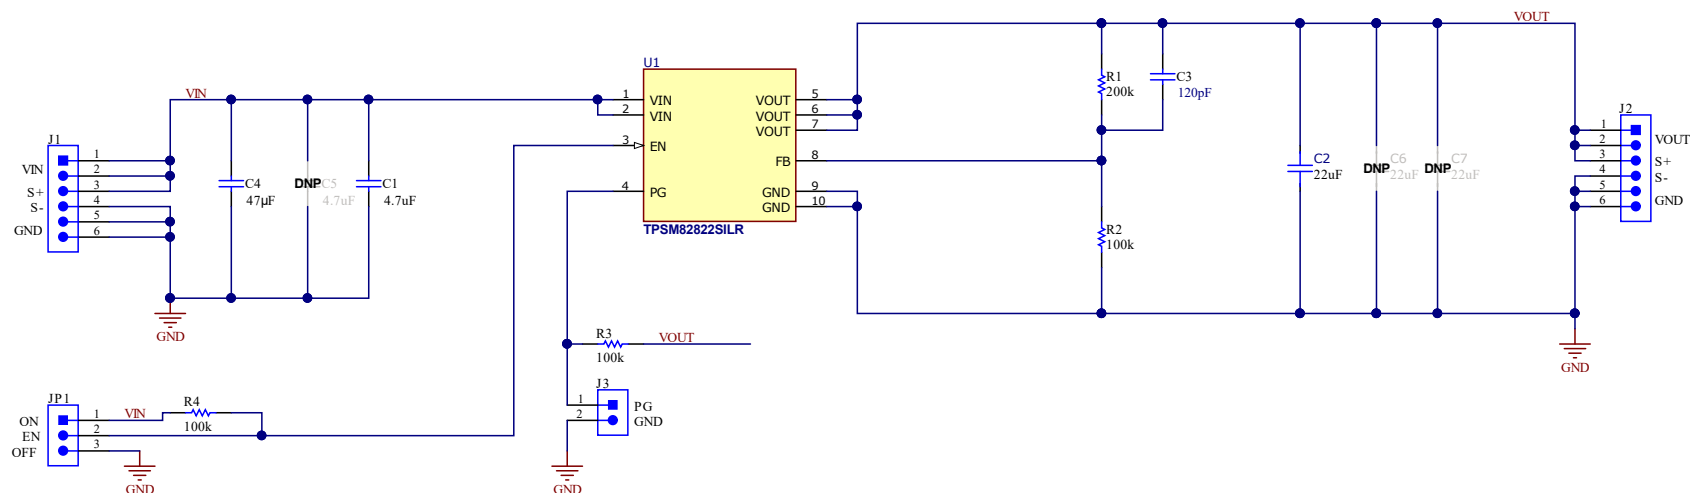 VOUT
U1
R1
200k
C3
120pF
VIN
1 VIN
2 VIN
3 EN
4 PG
VOUT 5
VOUT 6
VOUT 7
FB 8
GND 9
GND 10
TPSM82822SILR
J1
VIN
S+
S-
GND
1
2
3
4
5
6
C4
47µF
DNP C5
4.7uF
C1
4.7uF
GND
R2
100k
C2
22uF
DNP C6
22uF
DNP C7
22uF
J2
1
2
3
4
5
6
VOUT
S+
S-
GND
GND
R3
100k
VOUT
J3
1
2
PG
GND
GND
JP1
ON
EN
OFF
1
2
3
VIN
R4
100k
GND